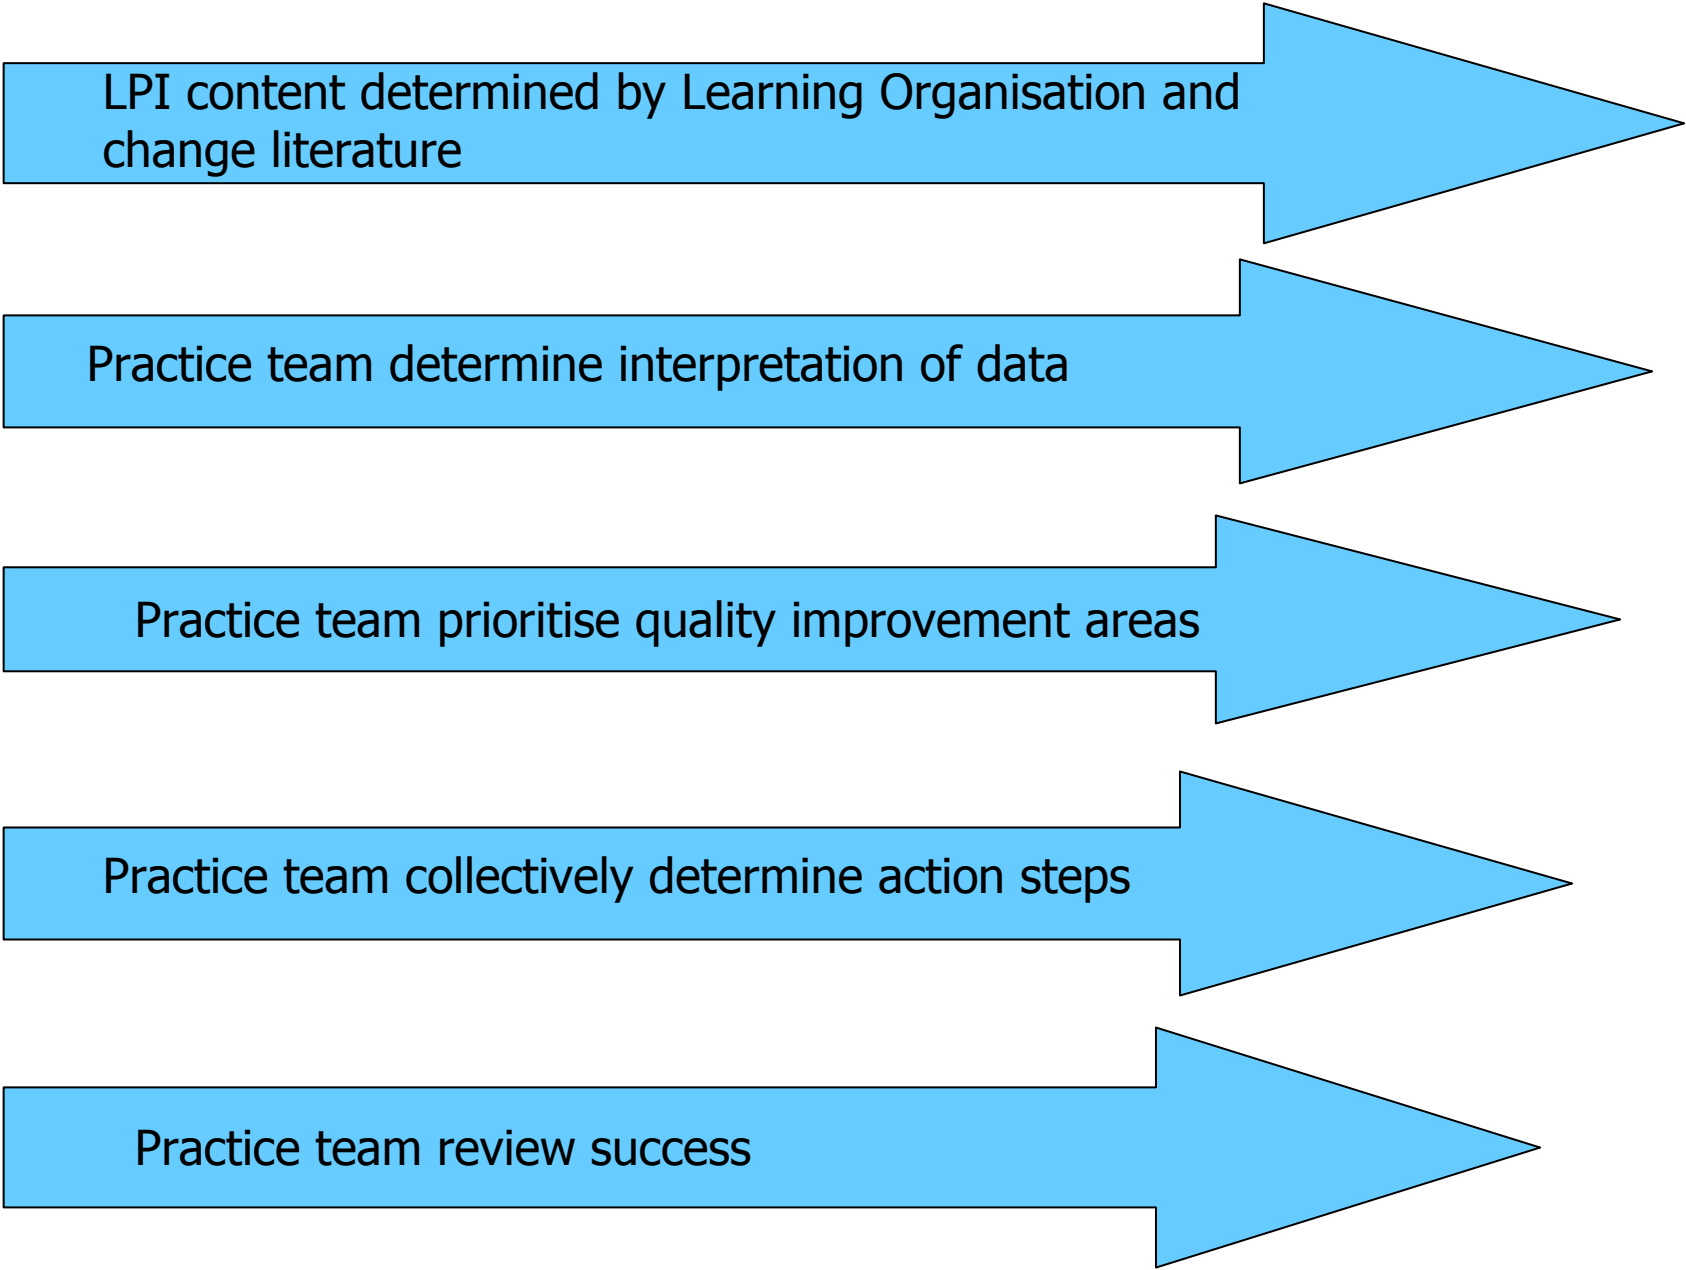 LPI content determined by Learning Organisation and
change literature
Practice team determine interpretation of data
Practice team prioritise quality improvement areas
Practice team collectively determine action steps
Practice team review success